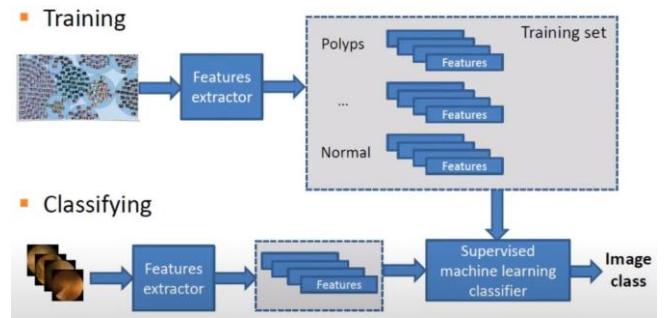 Training
Training set
Polyps
Features
Features
extractor
...
Features
Normal
Features
Classifying
Features
extractor
Features
Supervised
machine learning
classifier
Image
class